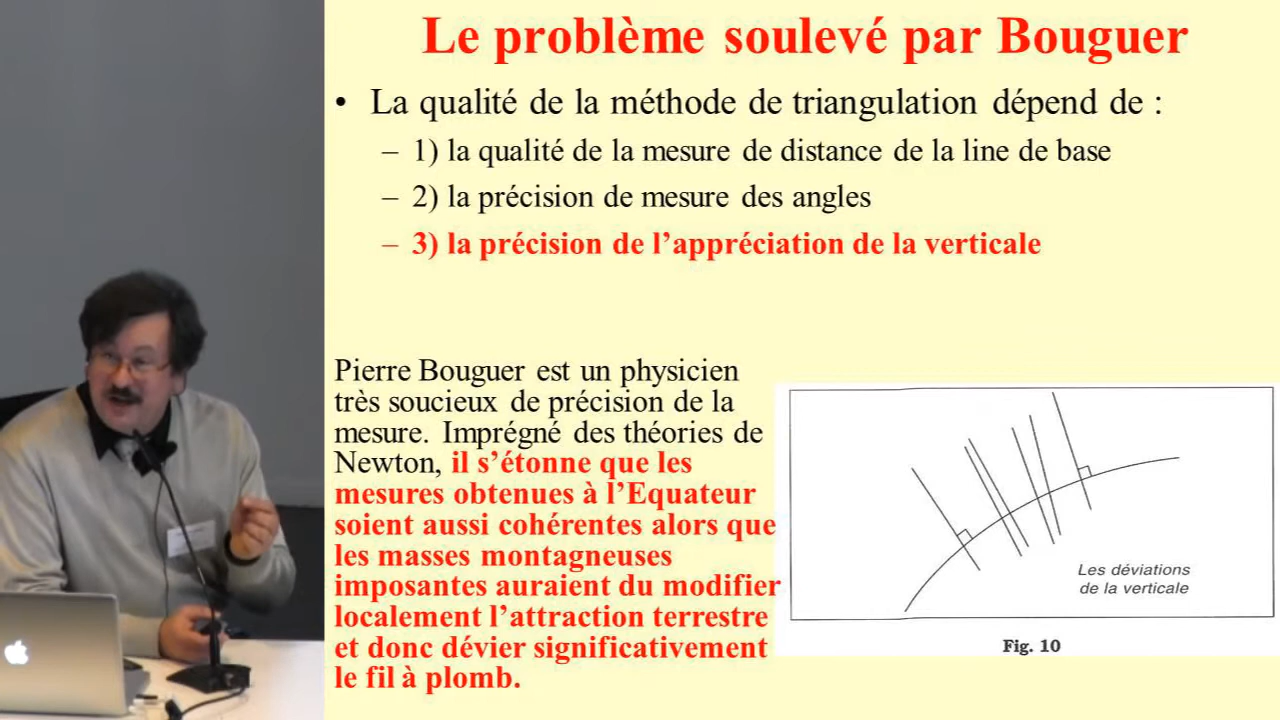 Le problème soulevé par Bouguer
• La qualité de la méthode de triangulation dépend de :
– 1) la qualité de la mesure de distance de la line de base
– 2) la précision de mesure des angles
– 3) la précision de l’appréciation de la verticale
Pierre Bouguer est un physicien
très soucieux de précision de la
mesure. Imprégné des théories de
Newton, il s’étonne que les
mesures obtenues à l’Equateur
soient aussi cohérentes alors que
les masses montagneuses
imposantes auraient du modifier
localement l’attraction terrestre
et donc dévier significativement
le fil à plomb.
Les déviations
de la verticale
Fig. 10